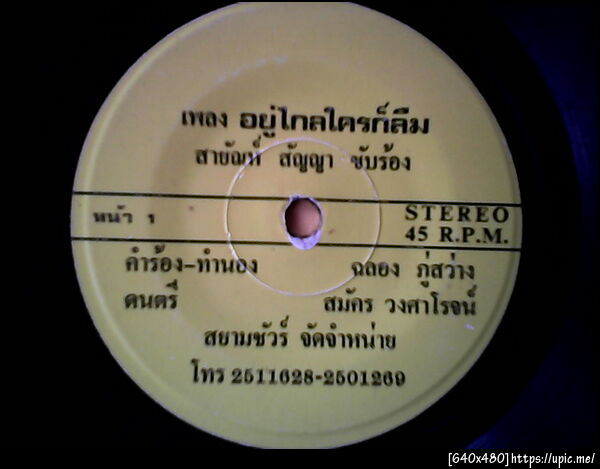 เพลง อยู่ไกลใครก็ลืม
สายัณห์ สัญญา ขับร้อง
หน้า 1
STEREO
45 R.P.M.
คำร้อง-ทำนอง ฉลอง ภู่สว่าง
ดนตรี สมัคร วงศาโรจน์
สยามชัวร์ จัดจำหน่าย
โทร 2511628-2501269
[640x480]https://upic.me/